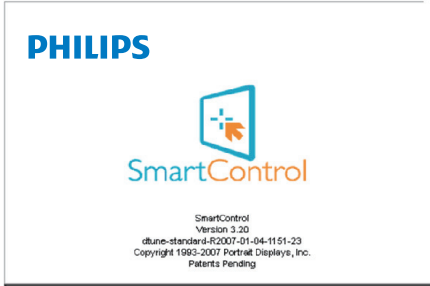 PHILIPS
SmartControl
SmartControl
Version 3.20
dtune-standard-R2007-01-04-1151-23
Copyright 1993-2007 Portrait Displays, Inc.
Patents Pending